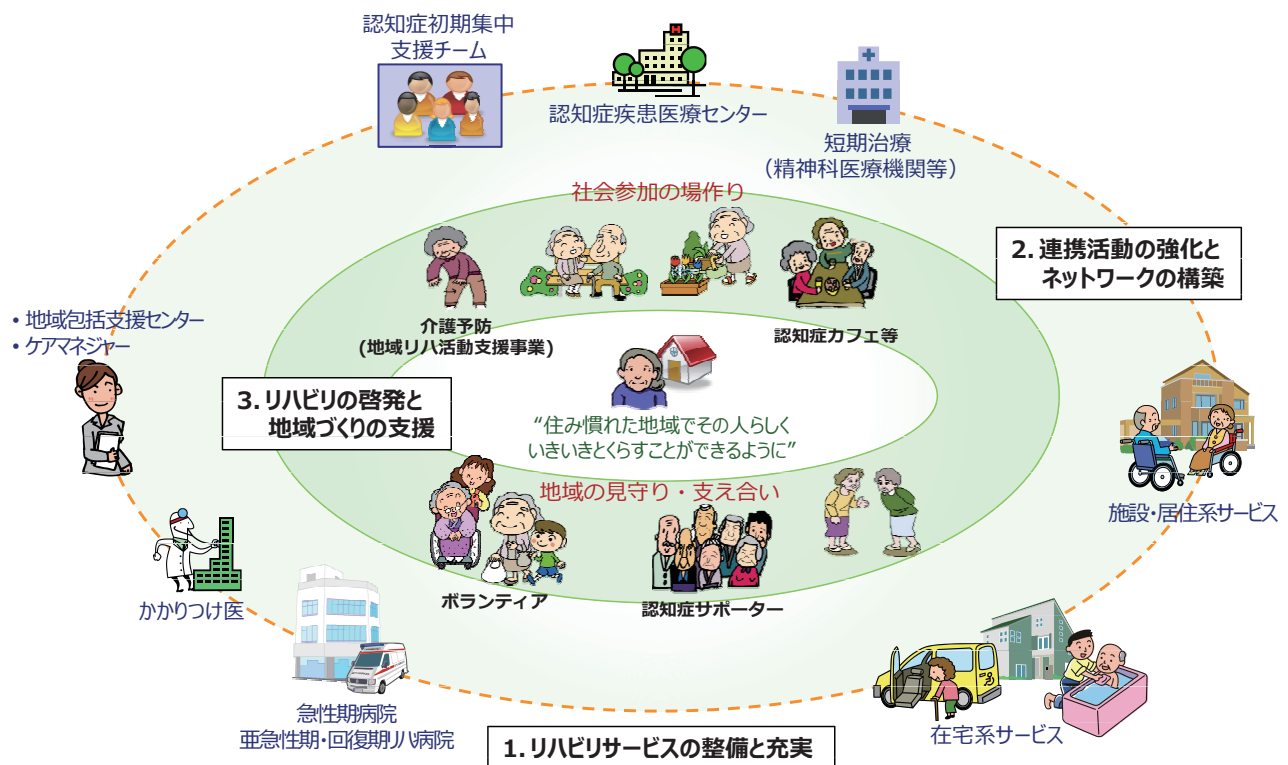 認知症初期集中
支援チーム
認知症疾患医療センター
短期治療
（精神科医療機関等）
社会参加の場作り
2. 連携活動の強化と
ネットワークの構築
・地域包括支援センター
・ケアマネジャー
介護予防
(地域リハ活動支援事業)
認知症カフェ等
3. リハビリの啓発と
地域づくりの支援
“住み慣れた地域でその人らしく
いきいきとくらすことができるように”
地域の見守り・支え合い
施設・居住系サービス
かかりつけ医
ボランティア
認知症サポーター
急性期病院
亜急性期・回復期リハ病院
在宅系サービス
1. リハビリサービスの整備と充実
H